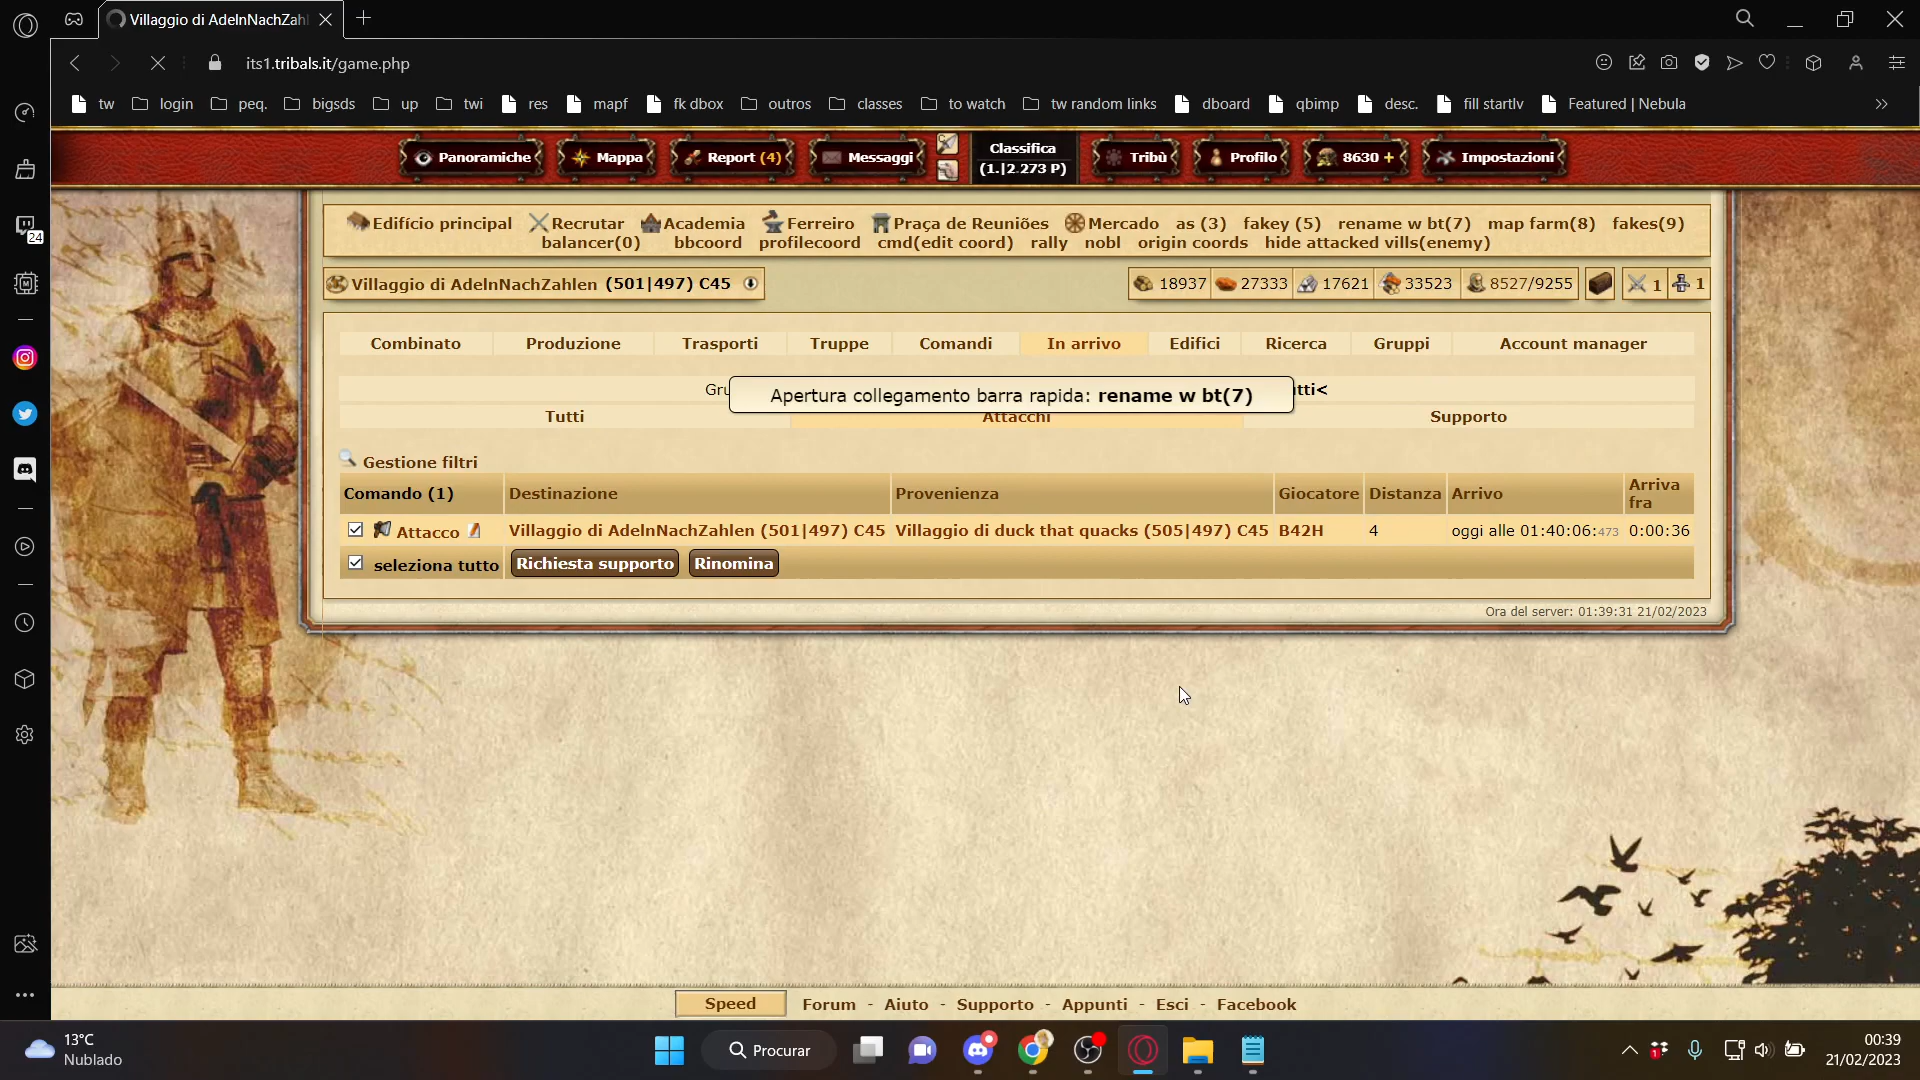 Villaggio di AdelnNachZahl
its1.tribals.it/game.php
tw login peq. bigsds up twi res mapf fk dbox outros classes to watch tw random links dboard qbimp desc. fill startlv Featured | Nebula
Panoramiche Mappa Report (4) Messaggi Classifica (1.|2.273 P) Tribù Profilo 8630 + Impostazioni
24
Edifício principal Recrutar Academia Ferreiro Praça de Reuniões Mercado as (3) fakey (5) rename w bt(7) map farm(8) fakes(9)
balancer(0) bbcoord profilecoord cmd(edit coord) rally nobl origin coords hide attacked vills(enemy)
Villaggio di AdelnNachZahlen (501|497) C45 18937 27333 17621 33523 8527/9255 1 1
Combinato Produzione Trasporti Truppe Comandi In arrivo Edifici Ricerca Gruppi Account manager
Gru Apertura collegamento barra rapida: rename w bt(7) tti<
Tutti Attacchi Supporto
Gestione filtri
Comando (1) Destinazione Provenienza Giocatore Distanza Arrivo Arriva fra
Attacco Villaggio di AdelnNachZahlen (501|497) C45 Villaggio di duck that quacks (505|497) C45 B42H 4 oggi alle 01:40:06:473 0:00:36
seleziona tutto Richiesta supporto Rinomina
Ora del server: 01:39:31 21/02/2023
Speed Forum - Aiuto - Supporto - Appunti - Esci - Facebook
13°C
Nublado
Procurar
1
00:39
21/02/2023